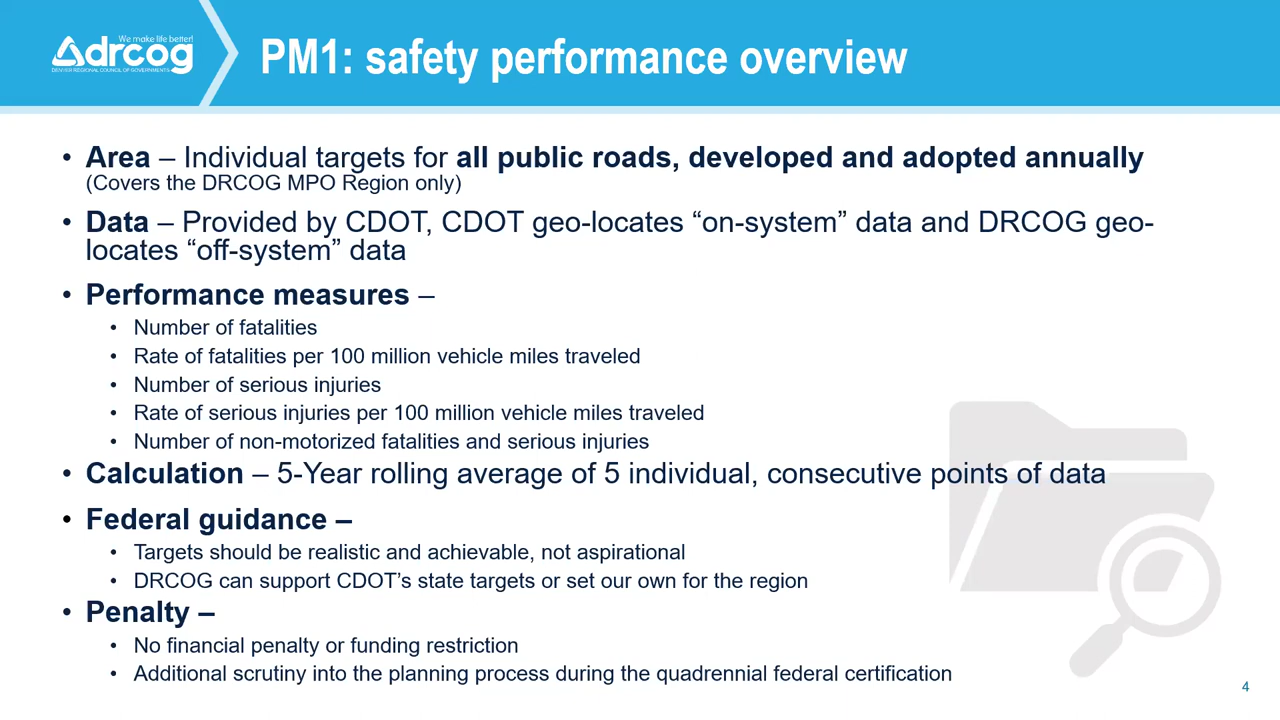 We make life better!
drcog
DENVER REGIONAL COUNCIL OF GOVERNMENTS
PM1: safety performance overview
• Area – Individual targets for all public roads, developed and adopted annually
(Covers the DRCOG MPO Region only)
• Data – Provided by CDOT, CDOT geo-locates “on-system” data and DRCOG geo-
locates “off-system” data
• Performance measures –
• Number of fatalities
• Rate of fatalities per 100 million vehicle miles traveled
• Number of serious injuries
• Rate of serious injuries per 100 million vehicle miles traveled
• Number of non-motorized fatalities and serious injuries
• Calculation – 5-Year rolling average of 5 individual, consecutive points of data
• Federal guidance –
• Targets should be realistic and achievable, not aspirational
• DRCOG can support CDOT’s state targets or set our own for the region
• Penalty –
• No financial penalty or funding restriction
• Additional scrutiny into the planning process during the quadrennial federal certification
4